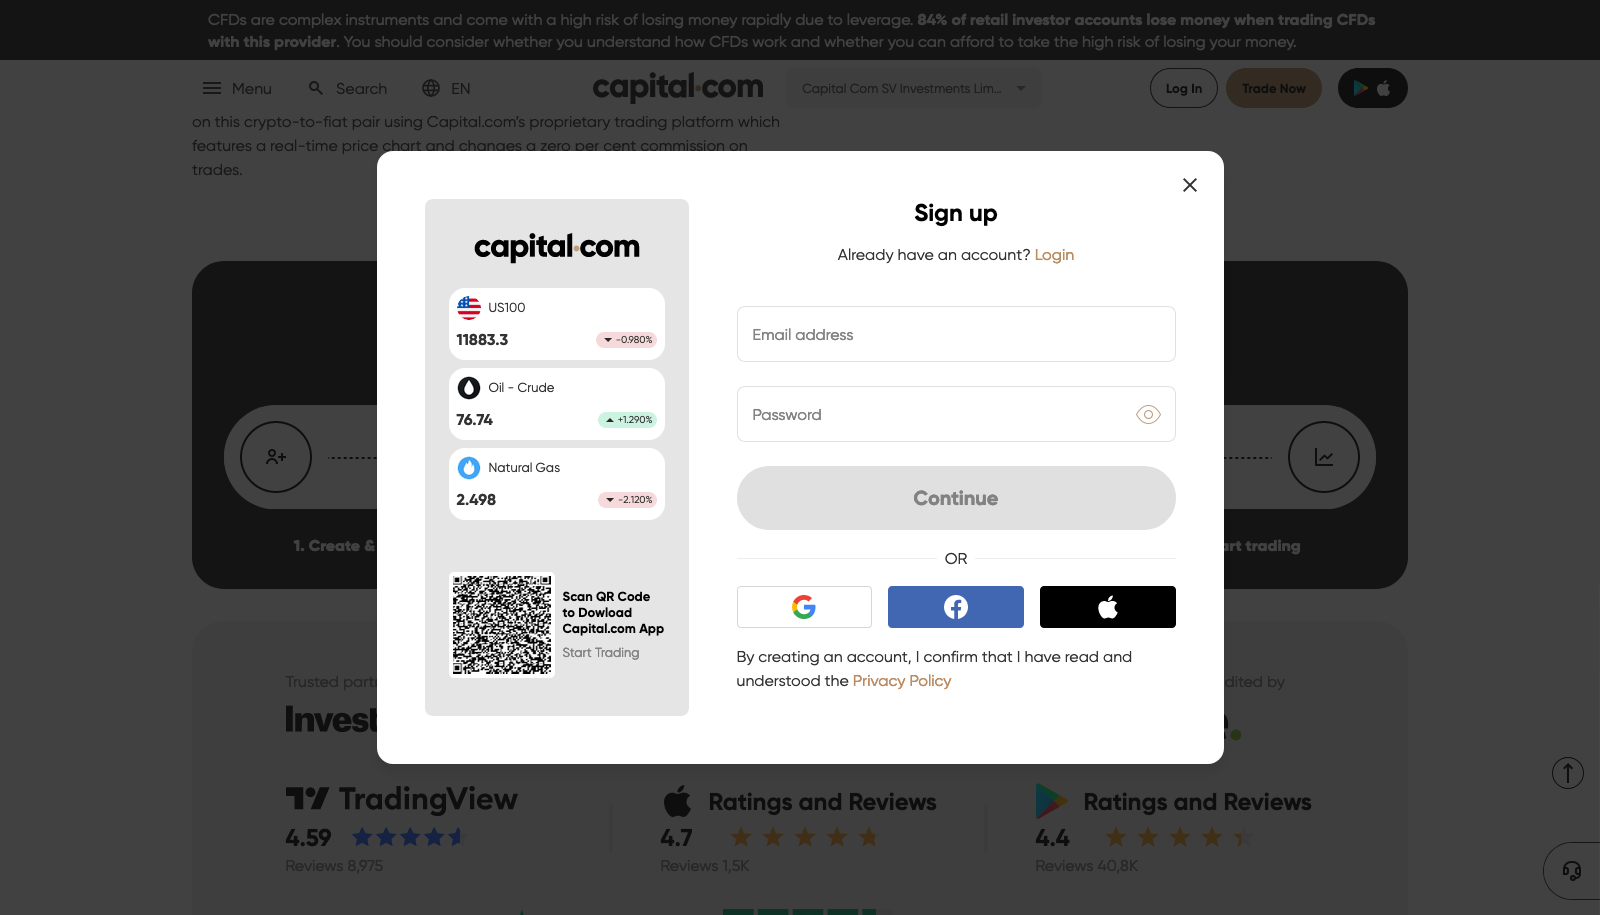 CFDs are complex instruments and come with a high risk of losing money rapidly due to leverage. 84% of retail investor accounts lose money when trading CFDs
with this provider. You should consider whether you understand how CFDs work and whether you can afford to take the high risk of losing your money.
Menu
Search
EN
capital.com
Capital Com SV Investments Lim...
Log In
Trade Now
on this crypto-to-fiat pair using Capital.com's proprietary trading platform which
features a real-time price chart and changes a zero per cent commission on
trades.
capital.com
US100
11883.3
-0.980%
Oil - Crude
76.74
+1.290%
Natural Gas
2.498
-2.120%
Scan QR Code
to Dowload
Capital.com App
Start Trading
Sign up
Already have an account? Login
Email address
Password
Continue
OR
By creating an account, I confirm that I have read and
understood the Privacy Policy
1. Create &
art trading
Trusted part
dited by
Invest
e.
TradingView
4.59
Reviews 8,975
Ratings and Reviews
4.7
Reviews 1,5K
Ratings and Reviews
4.4
Reviews 40,8K